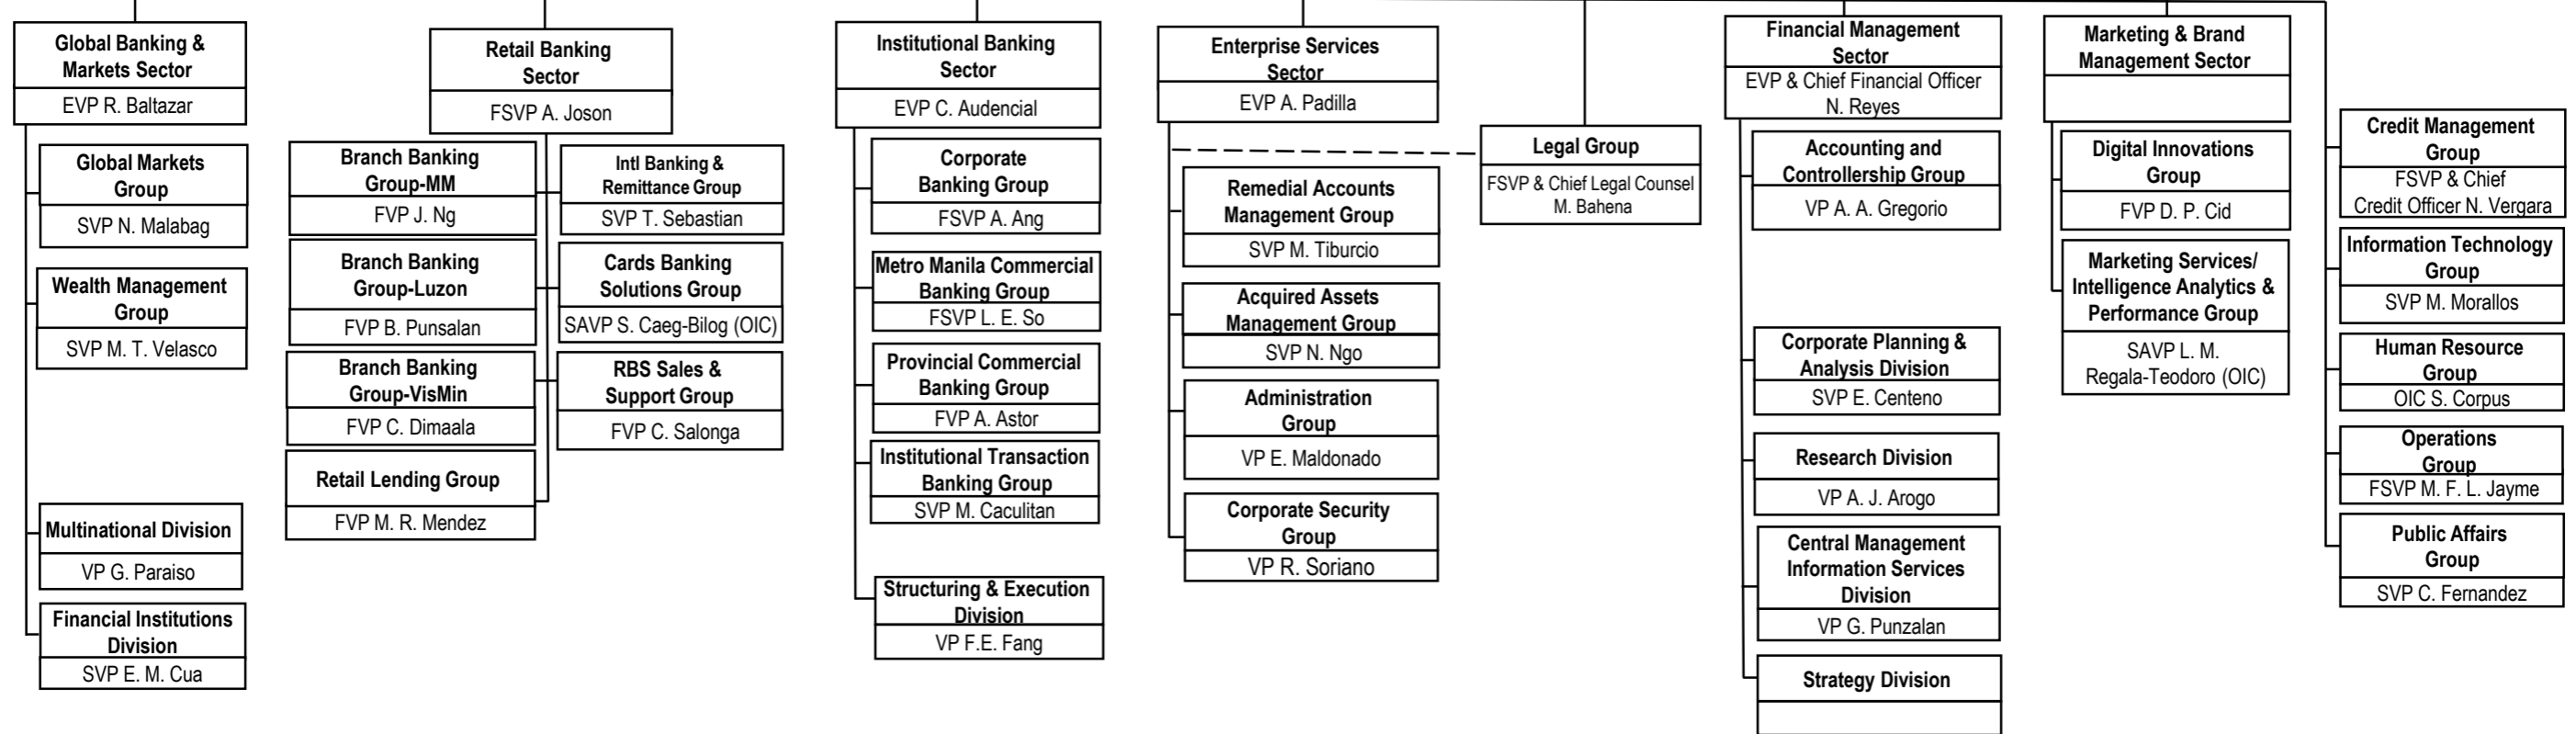 Global Banking &
Markets Sector
EVP R. Baltazar
Global Markets
Group
SVP N. Malabag
Wealth Management
Group
SVP M. T. Velasco
Multinational Division
VP G. Paraiso
Financial Institutions
Division
SVP E. M. Cua
Retail Banking
Sector
FSVP A. Joson
Branch Banking
Group-MM
FVP J. Ng
Branch Banking
Group-Luzon
FVP B. Punsalan
Branch Banking
Group-VisMin
FVP C. Dimaala
Retail Lending Group
FVP M. R. Mendez
Intl Banking &
Remittance Group
SVP T. Sebastian
Cards Banking
Solutions Group
SAVP S. Caeg-Bilog (OIC)
RBS Sales &
Support Group
FVP C. Salonga
Institutional Banking
Sector
EVP C. Audencial
Corporate
Banking Group
FSVP A. Ang
Metro Manila Commercial
Banking Group
FSVP L. E. So
Provincial Commercial
Banking Group
FVP A. Astor
Institutional Transaction
Banking Group
SVP M. Caculitan
Structuring & Execution
Division
VP F.E. Fang
Enterprise Services
Sector
EVP A. Padilla
Remedial Accounts
Management Group
SVP M. Tiburcio
Acquired Assets
Management Group
SVP N. Ngo
Administration
Group
VP E. Maldonado
Corporate Security
Group
VP R. Soriano
Legal Group
FSVP & Chief Legal Counsel
M. Bahena
Financial Management
Sector
EVP & Chief Financial Officer
N. Reyes
Accounting and
Controllership Group
VP A. A. Gregorio
Corporate Planning &
Analysis Division
SVP E. Centeno
Research Division
VP A. J. Arogo
Central Management
Information Services
Division
VP G. Punzalan
Strategy Division
Marketing & Brand
Management Sector
Digital Innovations
Group
FVP D. P. Cid
Marketing Services/
Intelligence Analytics &
Performance Group
SAVP L. M.
Regala-Teodoro (OIC)
Credit Management
Group
FSVP & Chief
Credit Officer N. Vergara
Information Technology
Group
SVP M. Morallos
Human Resource
Group
OIC S. Corpus
Operations
Group
FSVP M. F. L. Jayme
Public Affairs
Group
SVP C. Fernandez